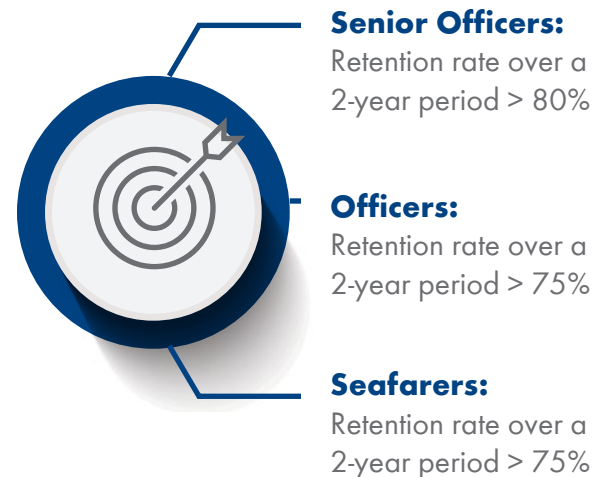 Senior Officers:
Retention rate over a
2-year period > 80%
Officers:
Retention rate over a
2-year period > 75%
Seafarers:
Retention rate over a
2-year period > 75%